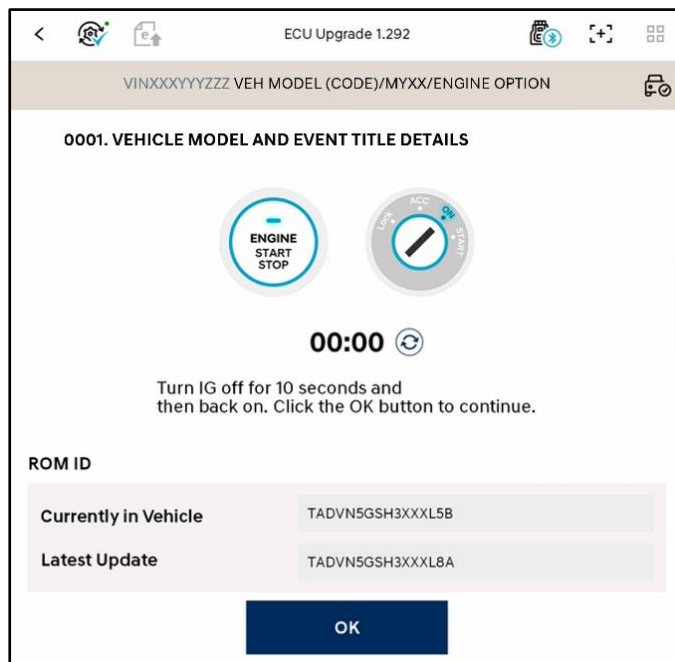 ECU Upgrade 1.292
VINXXXYYYZZZ VEH MODEL (CODE)/MYXX/ENGINE OPTION
0001. VEHICLE MODEL AND EVENT TITLE DETAILS
ENGINE
START
STOP
Lock
ACC
ON
START
00:00
Turn IG off for 10 seconds and
then back on. Click the OK button to continue.
ROM ID
Currently in Vehicle TADVN5GSH3XXXL5B
Latest Update TADVN5GSH3XXXL8A
OK